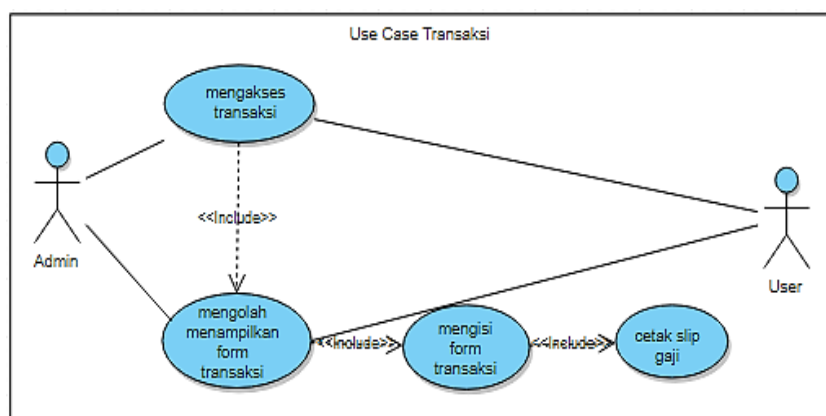 Use Case Transaksi
mengakses
transaksi
<<Include>>
Admin
User
mengolah
menampilkan
form
transaksi
<<Include>>
mengisi
form
transaksi
<<Include>>
cetak slip
gaji